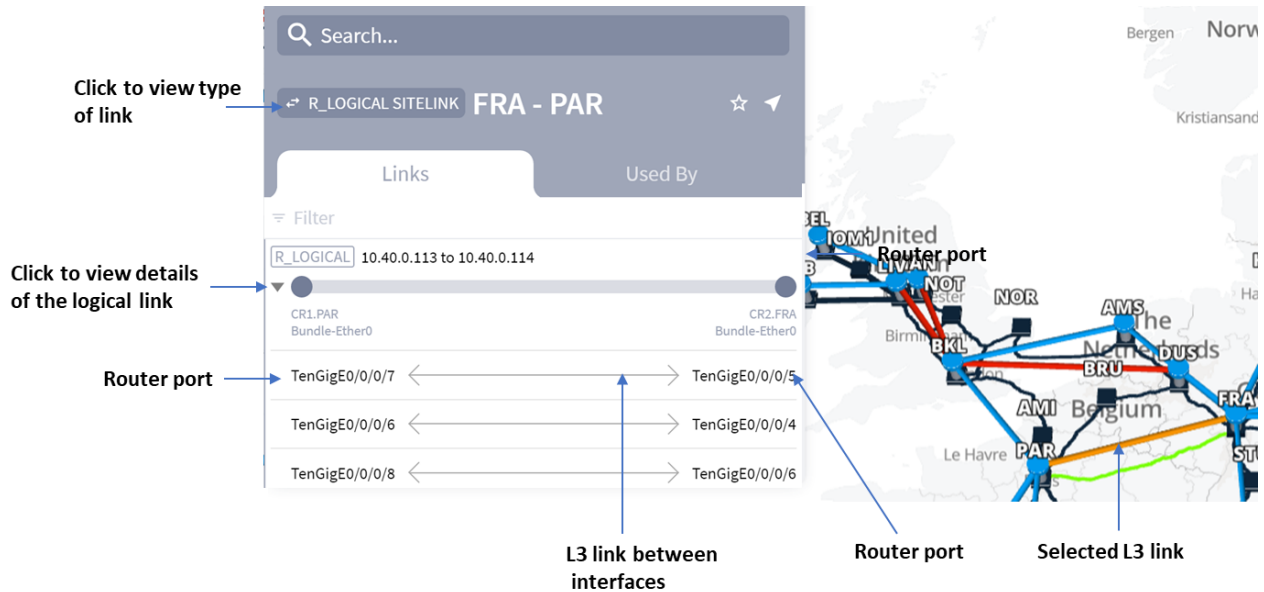 Search...
Click to view type
of link
R_LOGICAL SITELINK
FRA - PAR
Links
Used By
Filter
R_LOGICAL
10.40.0.113 to 10.40.0.114
Click to view details
of the logical link
CR1.PAR
Bundle-Ether0
CR2.FRA
Bundle-Ether0
Router port
TenGigE0/0/0/7
TenGigE0/0/0/5
TenGigE0/0/0/6
TenGigE0/0/0/4
TenGigE0/0/0/8
TenGigE0/0/0/6
L3 link between
interfaces
Router port
Selected L3 link
Router port
Bergen
Norw
Kristiansand
BEL
IOM1
United
NOT
NOR
AMS
The
Netherlands
BKL
DUS
BRU
Ha
AMI
Belgium
FRA
Le Havre
PAR